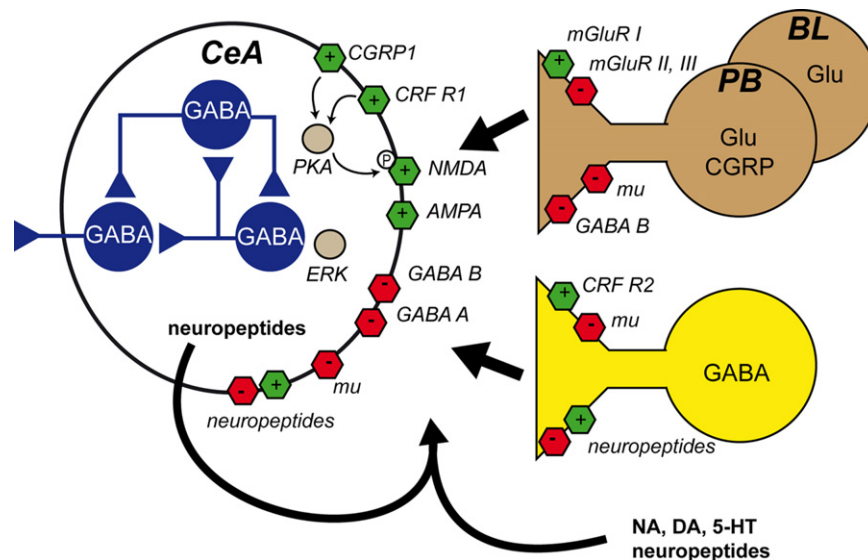 CeA
CGRP1
+
CRF R1
+
GABA
PKA
P
+
NMDA
+
AMPA
GABA
GABA
ERK
-
GABA B
-
GABA A
neuropeptides
-
mu
-
+
neuropeptides
mGluR I
+
mGluR II, III
-
BL
Glu
PB
Glu
CGRP
-
mu
-
GABA B
CRF R2
+
-
mu
GABA
+
-
neuropeptides
NA, DA, 5-HT
neuropeptides